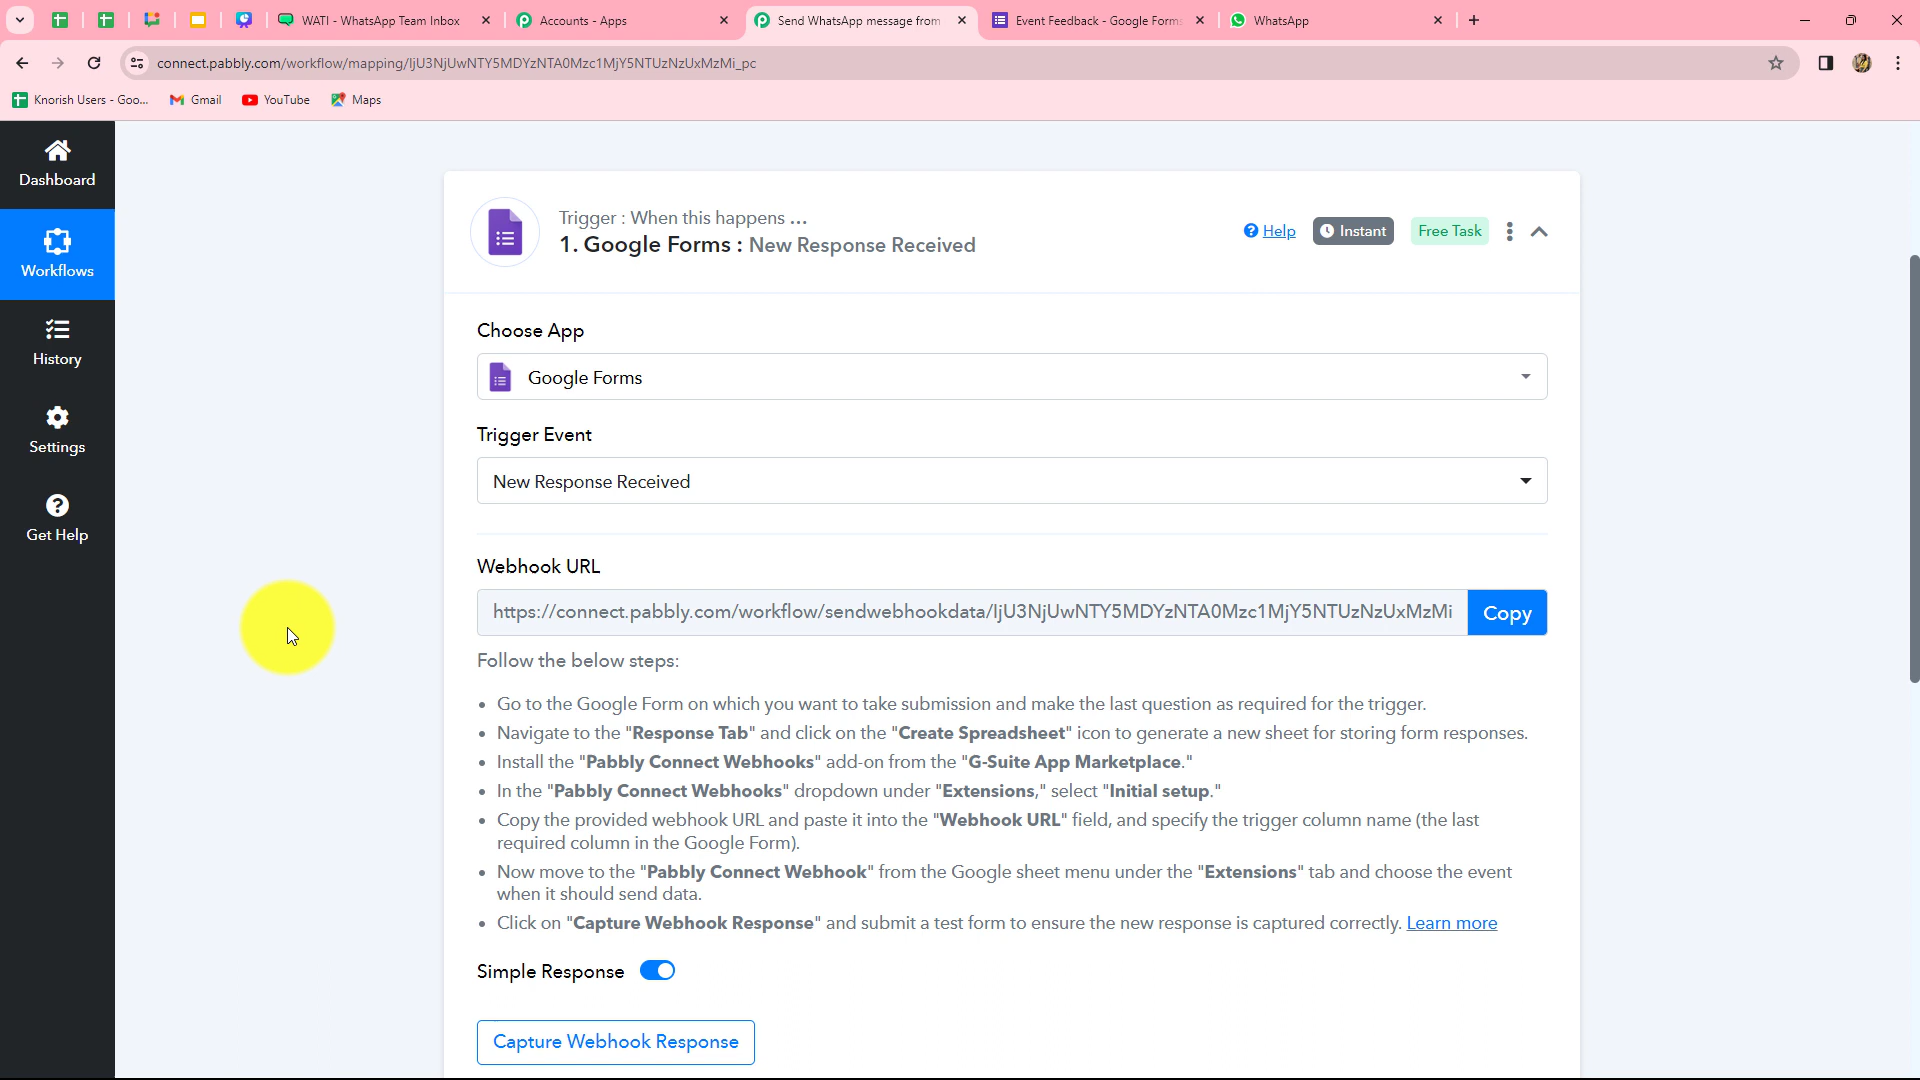 WATI - WhatsApp Team Inbox
Accounts - Apps
Send WhatsApp message from
Event Feedback - Google Forms
WhatsApp
connect.pabbly.com/workflow/mapping/IjU3NjUwNTY5MDYzNTA0Mzc1MjY5NTUzNzUxMzMi_pc
Knorish Users - Goo...
Gmail
YouTube
Maps
Dashboard
Workflows
History
Settings
Get Help
Trigger : When this happens ...
1. Google Forms : New Response Received
Help
Instant
Free Task
Choose App
Google Forms
Trigger Event
New Response Received
Webhook URL
https://connect.pabbly.com/workflow/sendwebhookdata/IjU3NjUwNTY5MDYzNTA0Mzc1MjY5NTUzNzUxMzMi
Copy
Follow the below steps:
• Go to the Google Form on which you want to take submission and make the last question as required for the trigger.
• Navigate to the "Response Tab" and click on the "Create Spreadsheet" icon to generate a new sheet for storing form responses.
• Install the "Pabbly Connect Webhooks" add-on from the "G-Suite App Marketplace."
• In the "Pabbly Connect Webhooks" dropdown under "Extensions," select "Initial setup."
• Copy the provided webhook URL and paste it into the "Webhook URL" field, and specify the trigger column name (the last
required column in the Google Form).
• Now move to the "Pabbly Connect Webhook" from the Google sheet menu under the "Extensions" tab and choose the event
when it should send data.
• Click on "Capture Webhook Response" and submit a test form to ensure the new response is captured correctly. Learn more
Simple Response
Capture Webhook Response